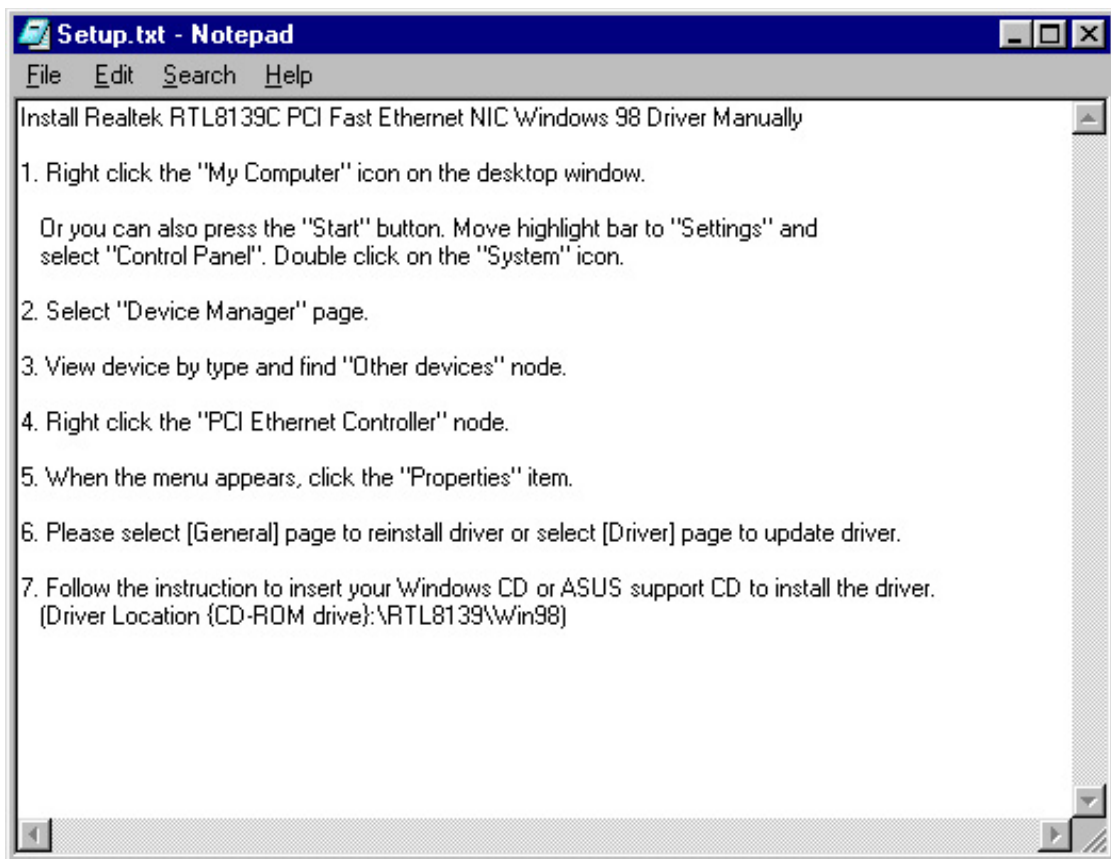 Setup.txt - Notepad
File Edit Search Help
Install Realtek RTL8139C PCI Fast Ethernet NIC Windows 98 Driver Manually
1. Right click the "My Computer" icon on the desktop window.
Or you can also press the "Start" button. Move highlight bar to "Settings" and
select "Control Panel". Double click on the "System" icon.
2. Select "Device Manager" page.
3. View device by type and find "Other devices" node.
4. Right click the "PCI Ethernet Controller" node.
5. When the menu appears, click the "Properties" item.
6. Please select [General] page to reinstall driver or select [Driver] page to update driver.
7. Follow the instruction to insert your Windows CD or ASUS support CD to install the driver.
(Driver Location {CD-ROM drive}:\RTL8139\Win98)